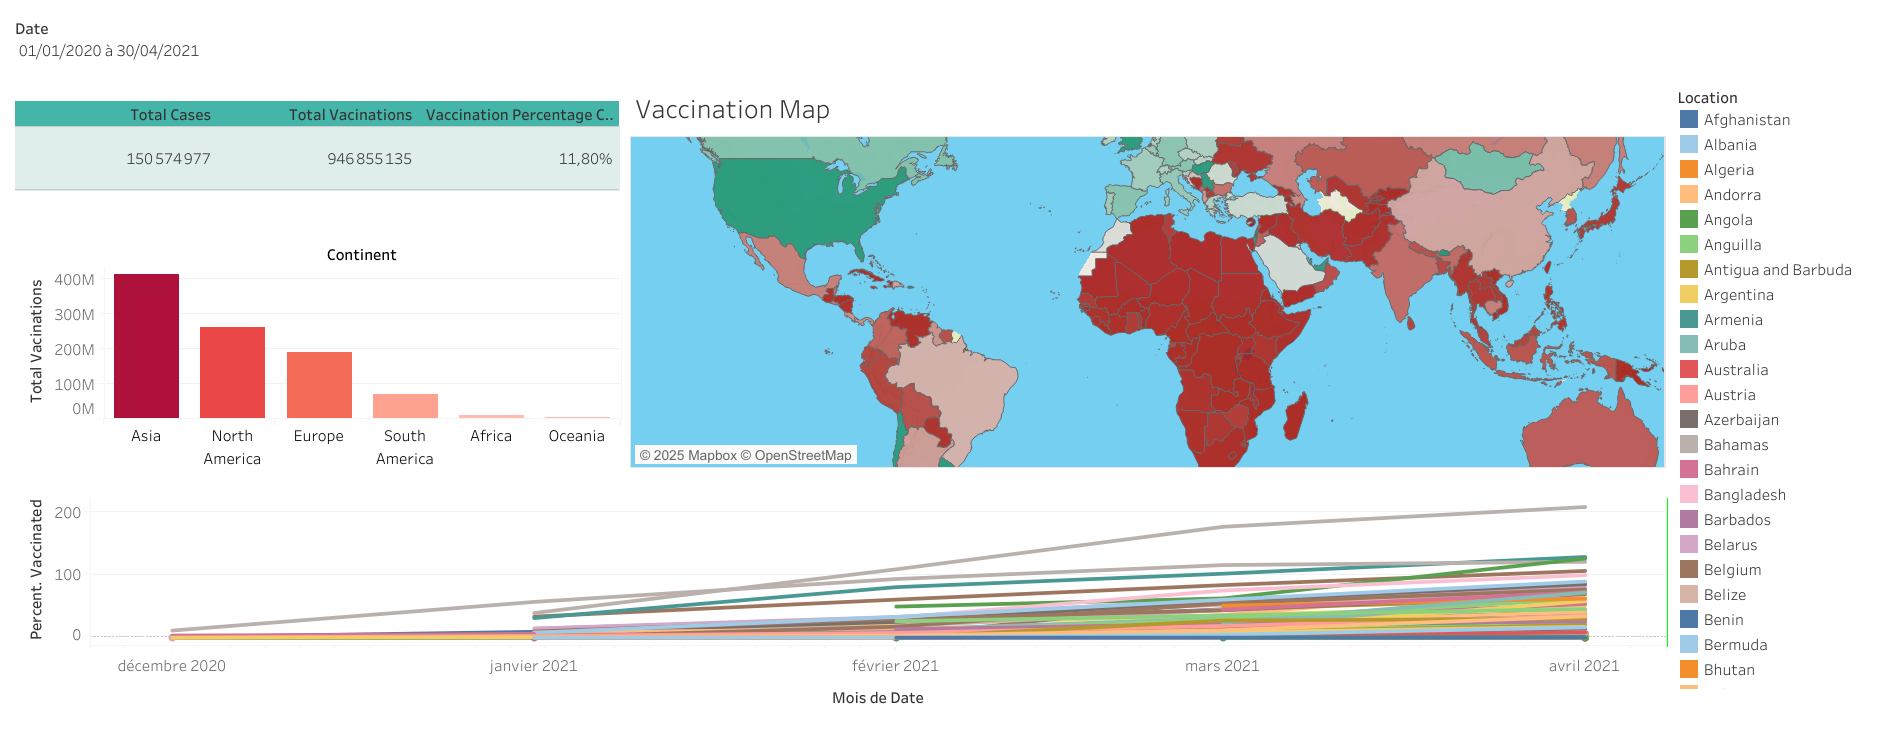 Date
01/01/2020 à 30/04/2021
Total Cases Total Vacinations Vaccination Percentage C..
150 574 977 946 855 135 11,80%
Continent
Total Vacinations
400M
300M
200M
100M
0M
Asia North America Europe South America Africa Oceania
Vaccination Map
© 2025 Mapbox © OpenStreetMap
Percent. Vaccinated
200
100
0
décembre 2020 janvier 2021 février 2021 mars 2021 avril 2021
Mois de Date
Location
Afghanistan
Albania
Algeria
Andorra
Angola
Anguilla
Antigua and Barbuda
Argentina
Armenia
Aruba
Australia
Austria
Azerbaijan
Bahamas
Bahrain
Bangladesh
Barbados
Belarus
Belgium
Belize
Benin
Bermuda
Bhutan